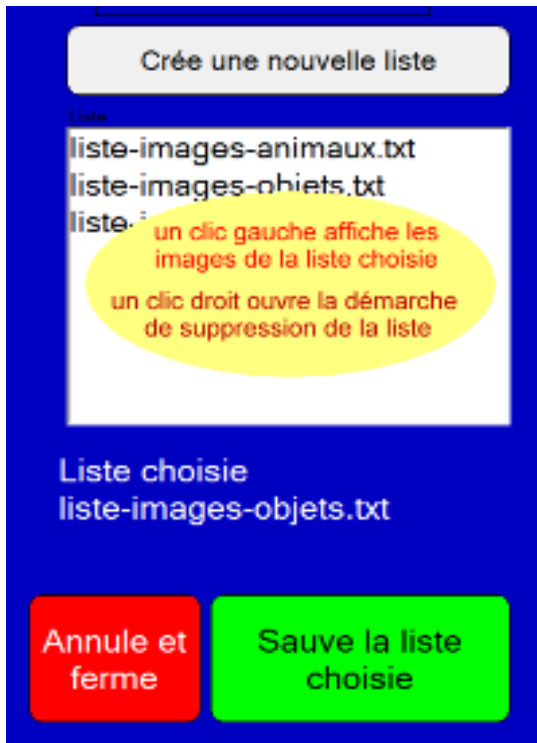 Crée une nouvelle liste
Liste
liste-images-animaux.txt
liste-images-objets.txt
liste-
un clic gauche affiche les
images de la liste choisie
un clic droit ouvre la démarche
de suppression de la liste
Liste choisie
liste-images-objets.txt
Annule et
ferme
Sauve la liste
choisie